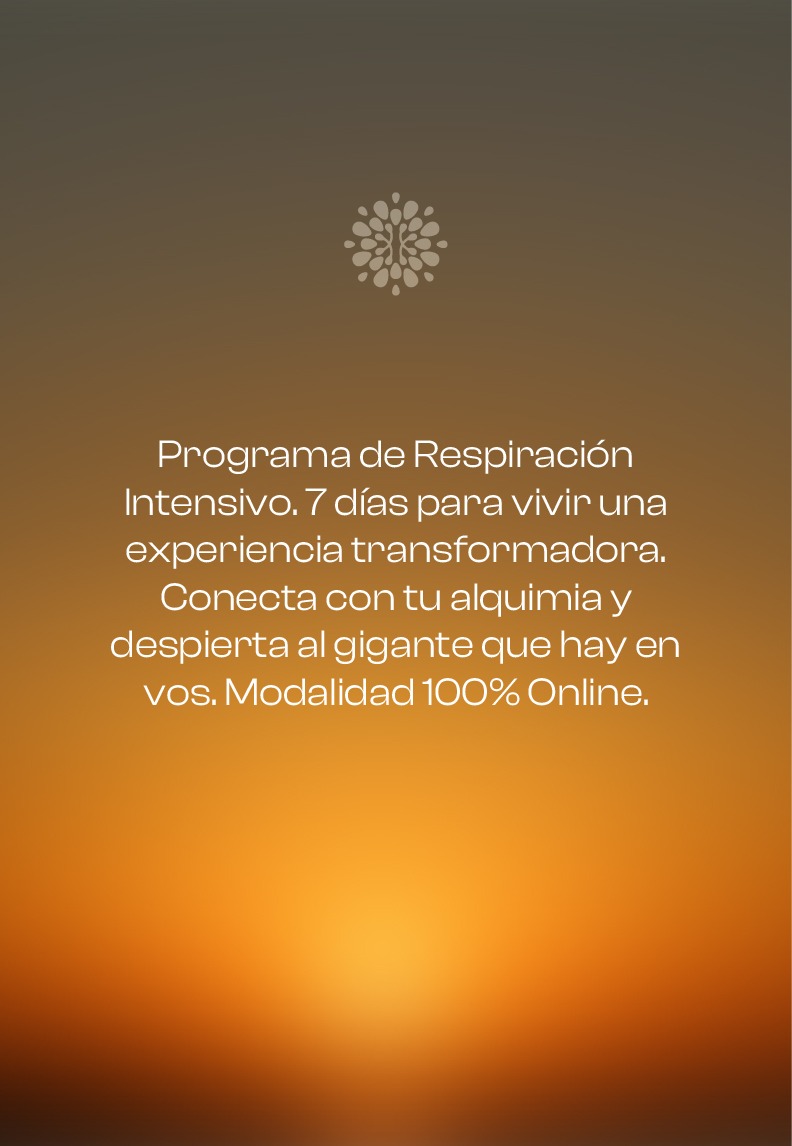 Programa de Respiración
Intensivo. 7 días para vivir una
experiencia transformadora.
Conecta con tu alquimia y
despierta al gigante que hay en
vos. Modalidad 100% Online.